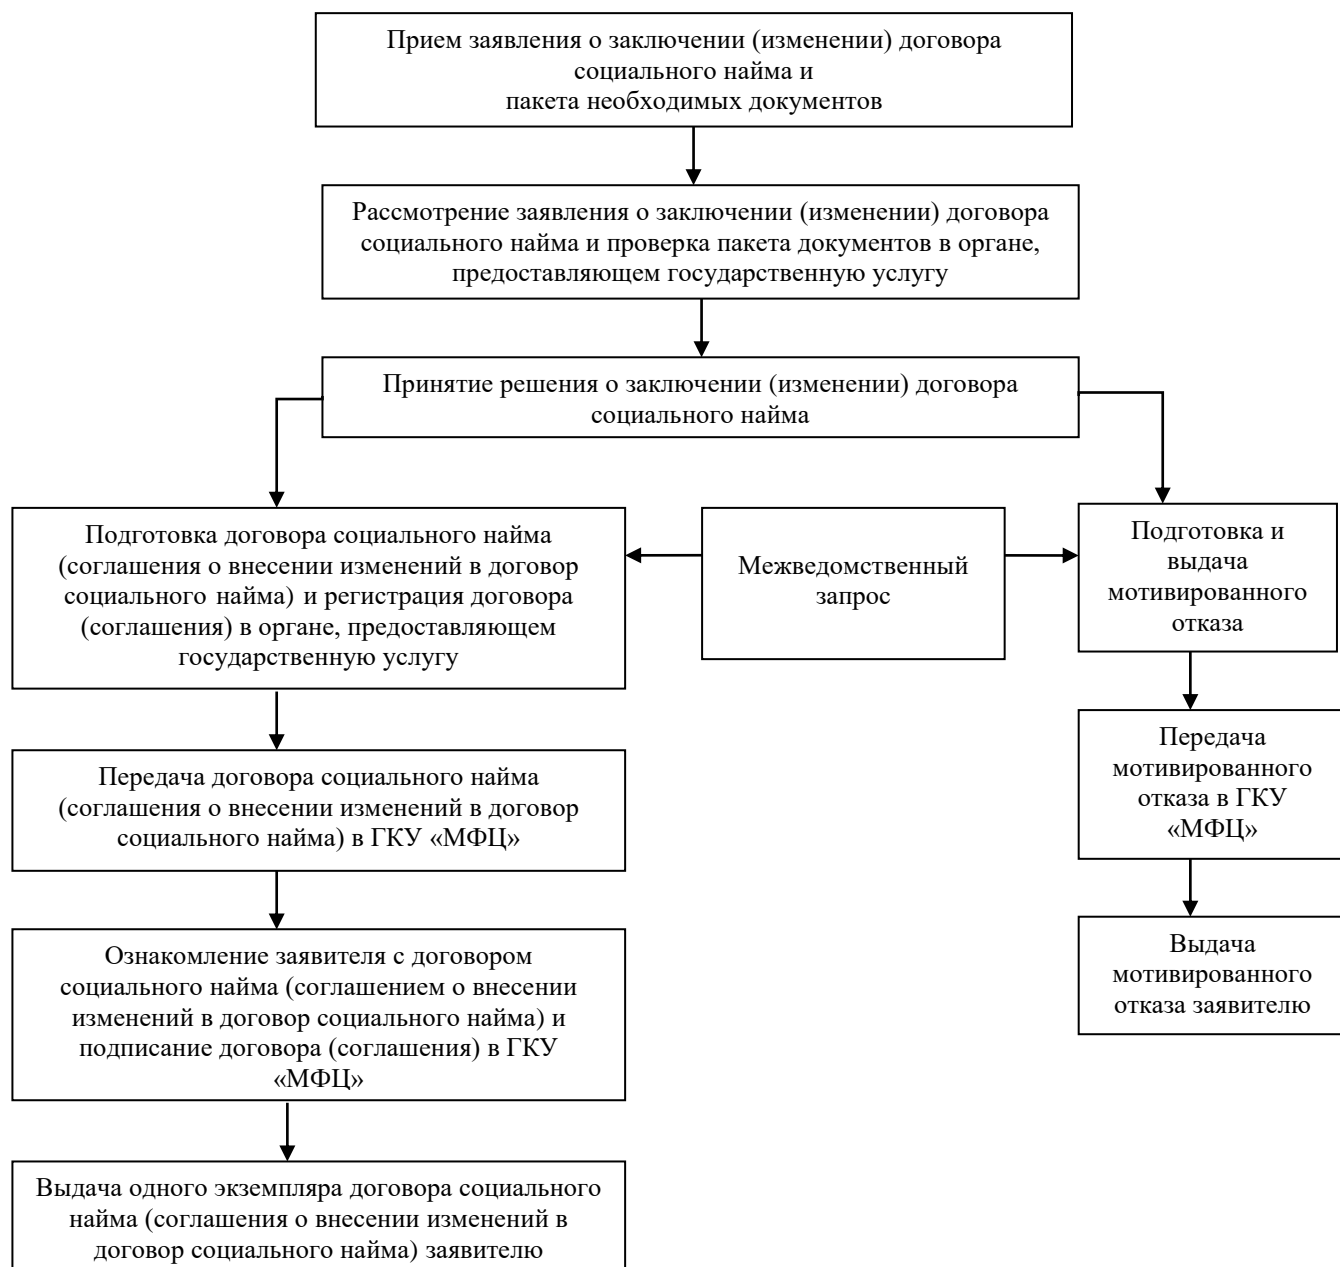 Прием заявления о заключении (изменении) договора
социального найма и
пакета необходимых документов
Рассмотрение заявления о заключении (изменении) договора
социального найма и проверка пакета документов в органе,
предоставляющем государственную услугу
Принятие решения о заключении (изменении) договора
социального найма
Подготовка договора социального найма
(соглашения о внесении изменений в договор
социального найма) и регистрация договора
(соглашения) в органе, предоставляющем
государственную услугу
Межведомственный
запрос
Подготовка и
выдача
мотивированного
отказа
Передача договора социального найма
(соглашения о внесении изменений в договор
социального найма) в ГКУ «МФЦ»
Передача
мотивированного
отказа в ГКУ
«МФЦ»
Ознакомление заявителя с договором
социального найма (соглашением о внесении
изменений в договор социального найма) и
подписание договора (соглашения) в ГКУ
«МФЦ»
Выдача
мотивированного
отказа заявителю
Выдача одного экземпляра договора социального
найма (соглашения о внесении изменений в
договор социального найма) заявителю